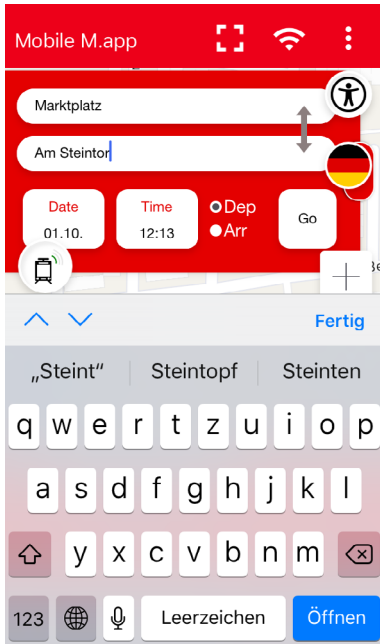 Mobile M.app
Marktplatz
Am Steintor
Date
01.10.
Time
12:13
Dep
Arr
Go
Fertig
„Steint“ Steintopf Steinten
q w e r t z u i o p
a s d f g h j k l
y x c v b n m
123 Leerzeichen Öffnen